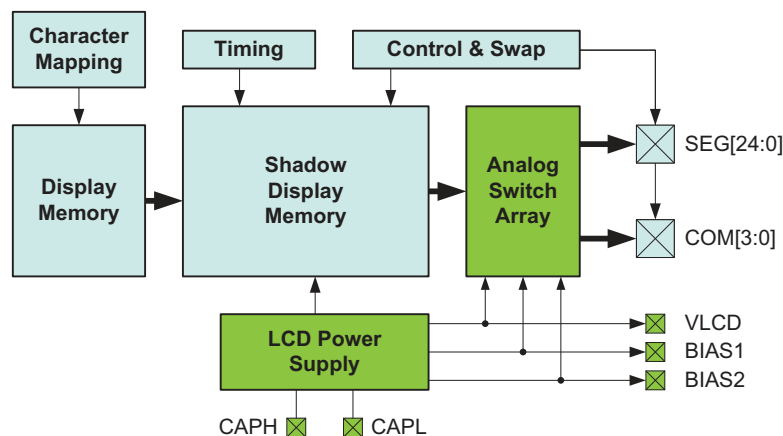 Character
Mapping
Timing
Control & Swap
Display
Memory
Shadow
Display
Memory
Analog
Switch
Array
SEG[24:0]
COM[3:0]
LCD Power
Supply
VLCD
BIAS1
BIAS2
CAPH
CAPL